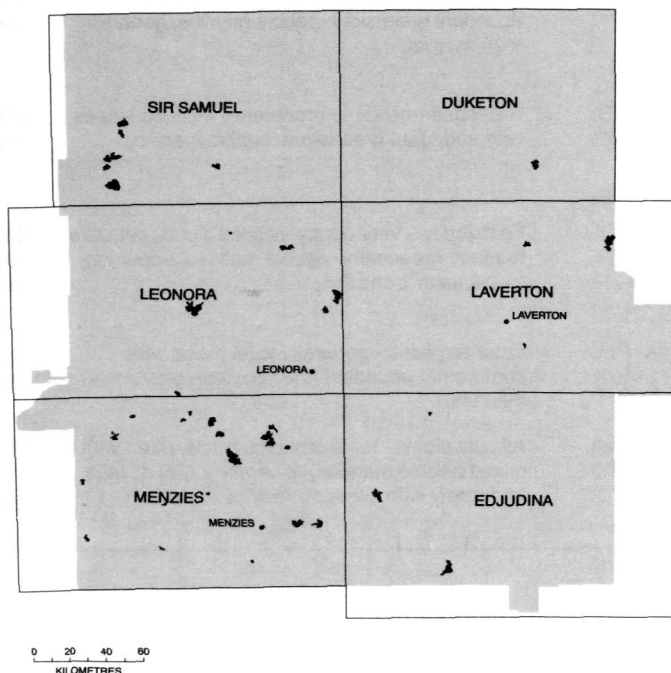 SIR SAMUEL
DUKETON
LEONORA
LAVERTON
LAVERTON
LEONORA
MENZIES
MENZIES
EDJUDINA
0 20 40 60
KILOMETRES